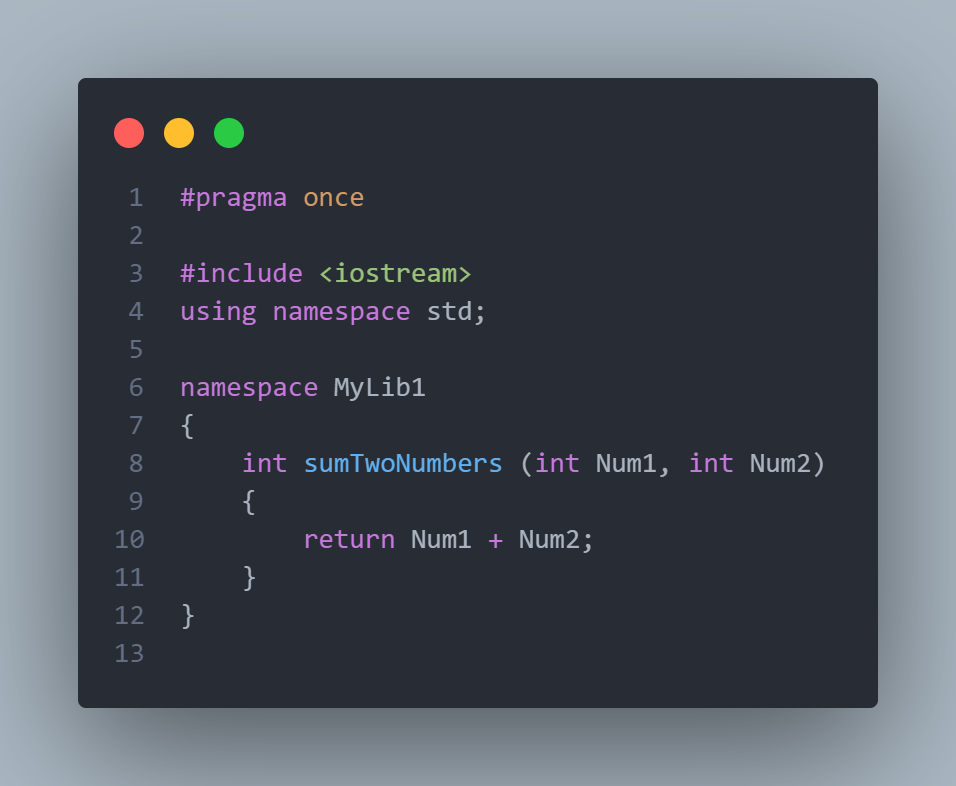 1 #pragma once
2
3 #include <iostream>
4 using namespace std;
5
6 namespace MyLib1
7 {
8     int sumTwoNumbers (int Num1, int Num2)
9     {
10         return Num1 + Num2;
11     }
12 }
13